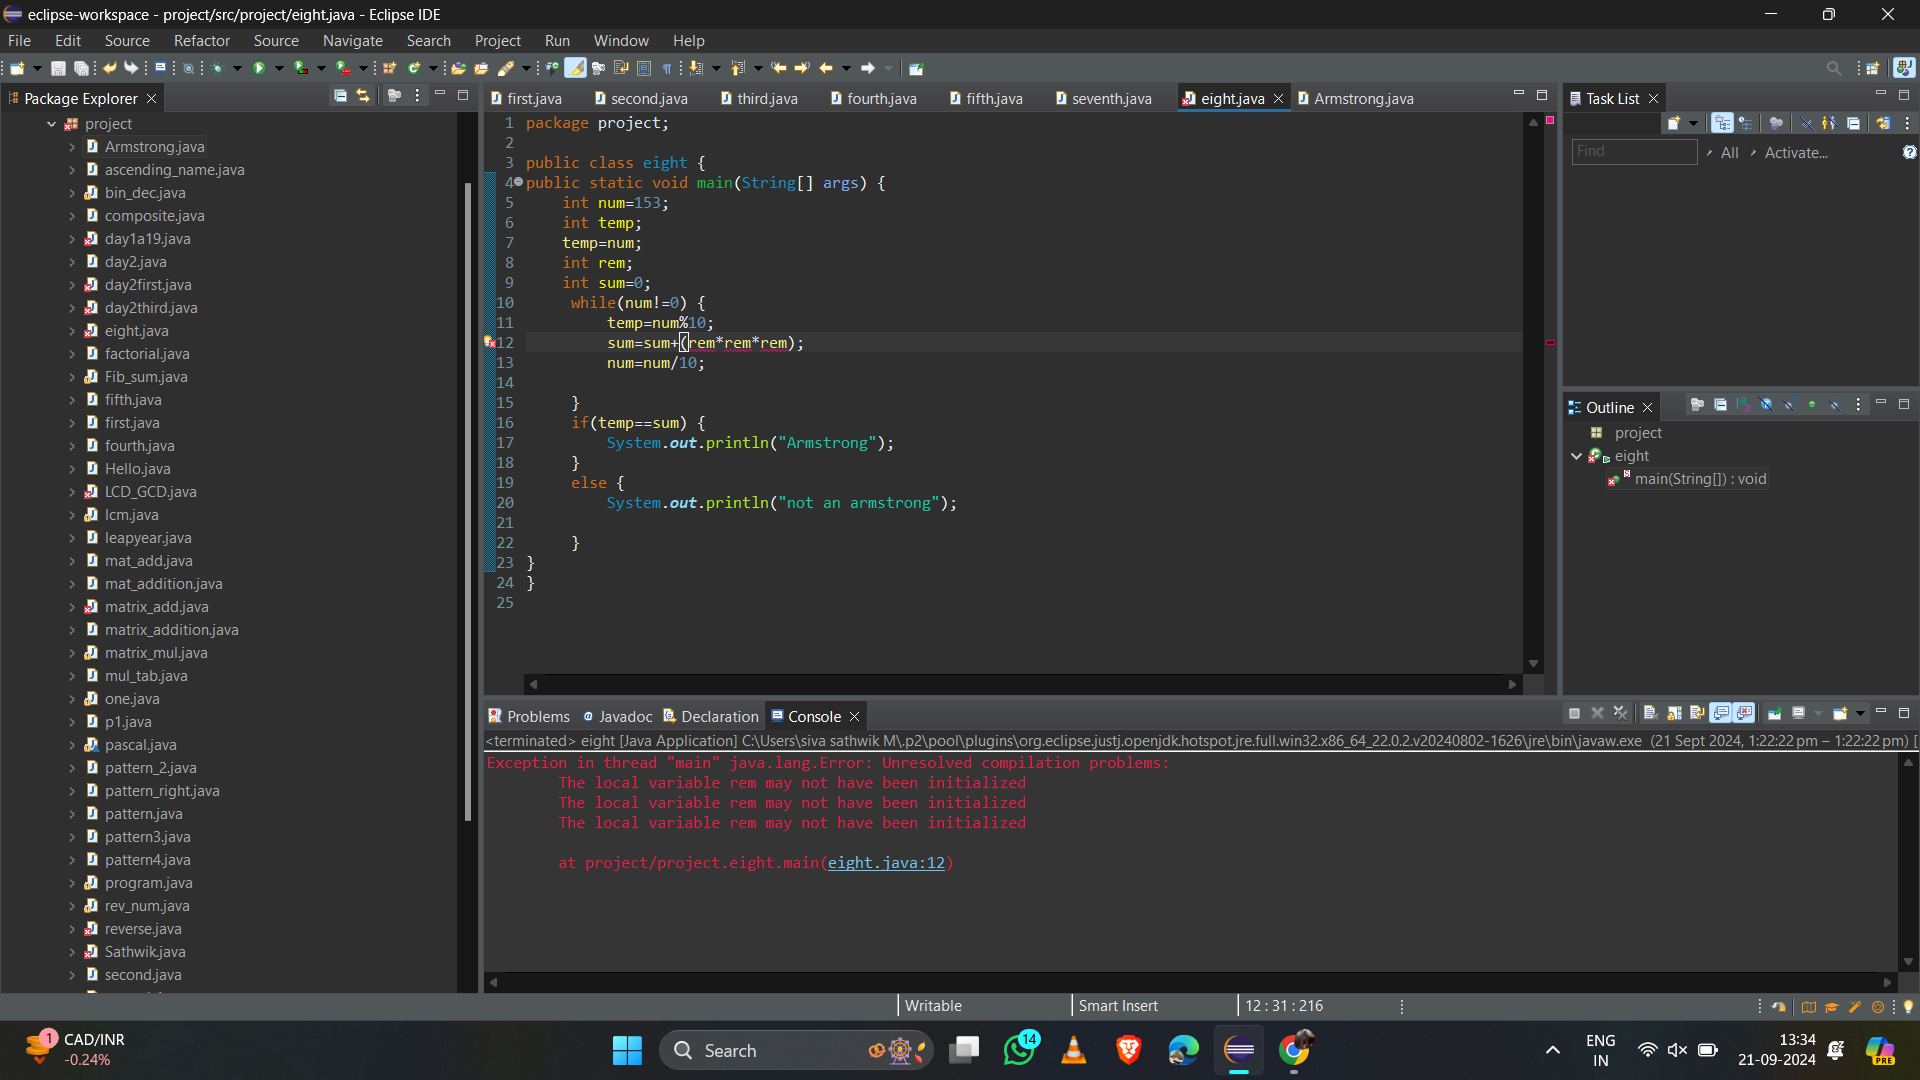 eclipse-workspace - project/src/project/eight.java - Eclipse IDE
File Edit Source Refactor Source Navigate Search Project Run Window Help
Package Explorer
project
Armstrong.java
ascending_name.java
bin_dec.java
composite.java
day1a19.java
day2.java
day2first.java
day2third.java
eight.java
factorial.java
Fib_sum.java
fifth.java
first.java
fourth.java
Hello.java
LCD_GCD.java
lcm.java
leapyear.java
mat_add.java
mat_addition.java
matrix_add.java
matrix_addition.java
matrix_mul.java
mul_tab.java
one.java
p1.java
pascal.java
pattern_2.java
pattern_right.java
pattern.java
pattern3.java
pattern4.java
program.java
rev_num.java
reverse.java
Sathwik.java
second.java
first.java second.java third.java fourth.java fifth.java seventh.java eight.java Armstrong.java
1 package project;
2
3 public class eight {
4 public static void main(String[] args) {
5 int num=153;
6 int temp;
7 temp=num;
8 int rem;
9 int sum=0;
10 while(num!=0) {
11 temp=num%10;
12 sum=sum+(rem*rem*rem);
13 num=num/10;
14
15 }
16 if(temp==sum) {
17 System.out.println("Armstrong");
18 }
19 else {
20 System.out.println("not an armstrong");
21
22 }
23 }
24 }
25
Task List
Find All Activate...
Outline
project
eight
main(String[]) : void
Problems Javadoc Declaration Console
<terminated> eight [Java Application] C:\Users\siva sathwik M\.p2\pool\plugins\org.eclipse.justj.openjdk.hotspot.jre.full.win32.x86_64_22.0.2.v20240802-1626\jre\bin\javaw.exe (21 Sept 2024, 1:22:22 pm – 1:22:22 pm) [
Exception in thread "main" java.lang.Error: Unresolved compilation problems:
The local variable rem may not have been initialized
The local variable rem may not have been initialized
The local variable rem may not have been initialized
at project/project.eight.main(eight.java:12)
Writable Smart Insert 12 : 31 : 216
1 CAD/INR
-0.24%
Search
14
ENG
IN
13:34
21-09-2024
PRE